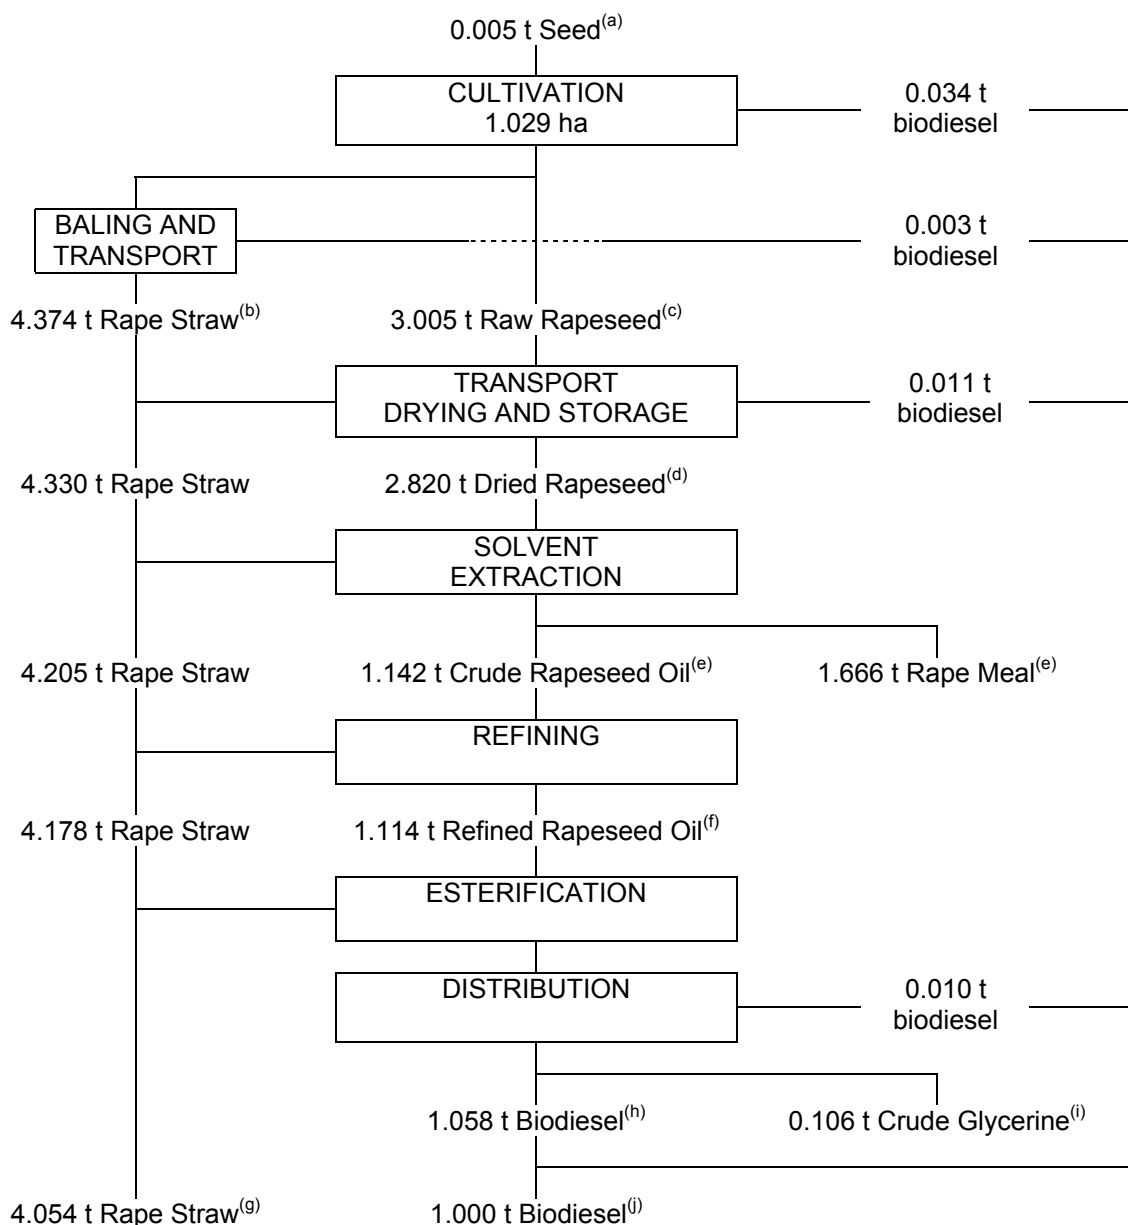 0.005 t Seed(a)
CULTIVATION
1.029 ha
0.034 t
biodiesel
BALING AND
TRANSPORT
0.003 t
biodiesel
4.374 t Rape Straw(b)
3.005 t Raw Rapeseed(c)
TRANSPORT
DRYING AND STORAGE
0.011 t
biodiesel
4.330 t Rape Straw
2.820 t Dried Rapeseed(d)
SOLVENT
EXTRACTION
4.205 t Rape Straw
1.142 t Crude Rapeseed Oil(e)
1.666 t Rape Meal(e)
REFINING
4.178 t Rape Straw
1.114 t Refined Rapeseed Oil(f)
ESTERIFICATION
DISTRIBUTION
0.010 t
biodiesel
1.058 t Biodiesel(h)
0.106 t Crude Glycerine(i)
4.054 t Rape Straw(g)
1.000 t Biodiesel(j)